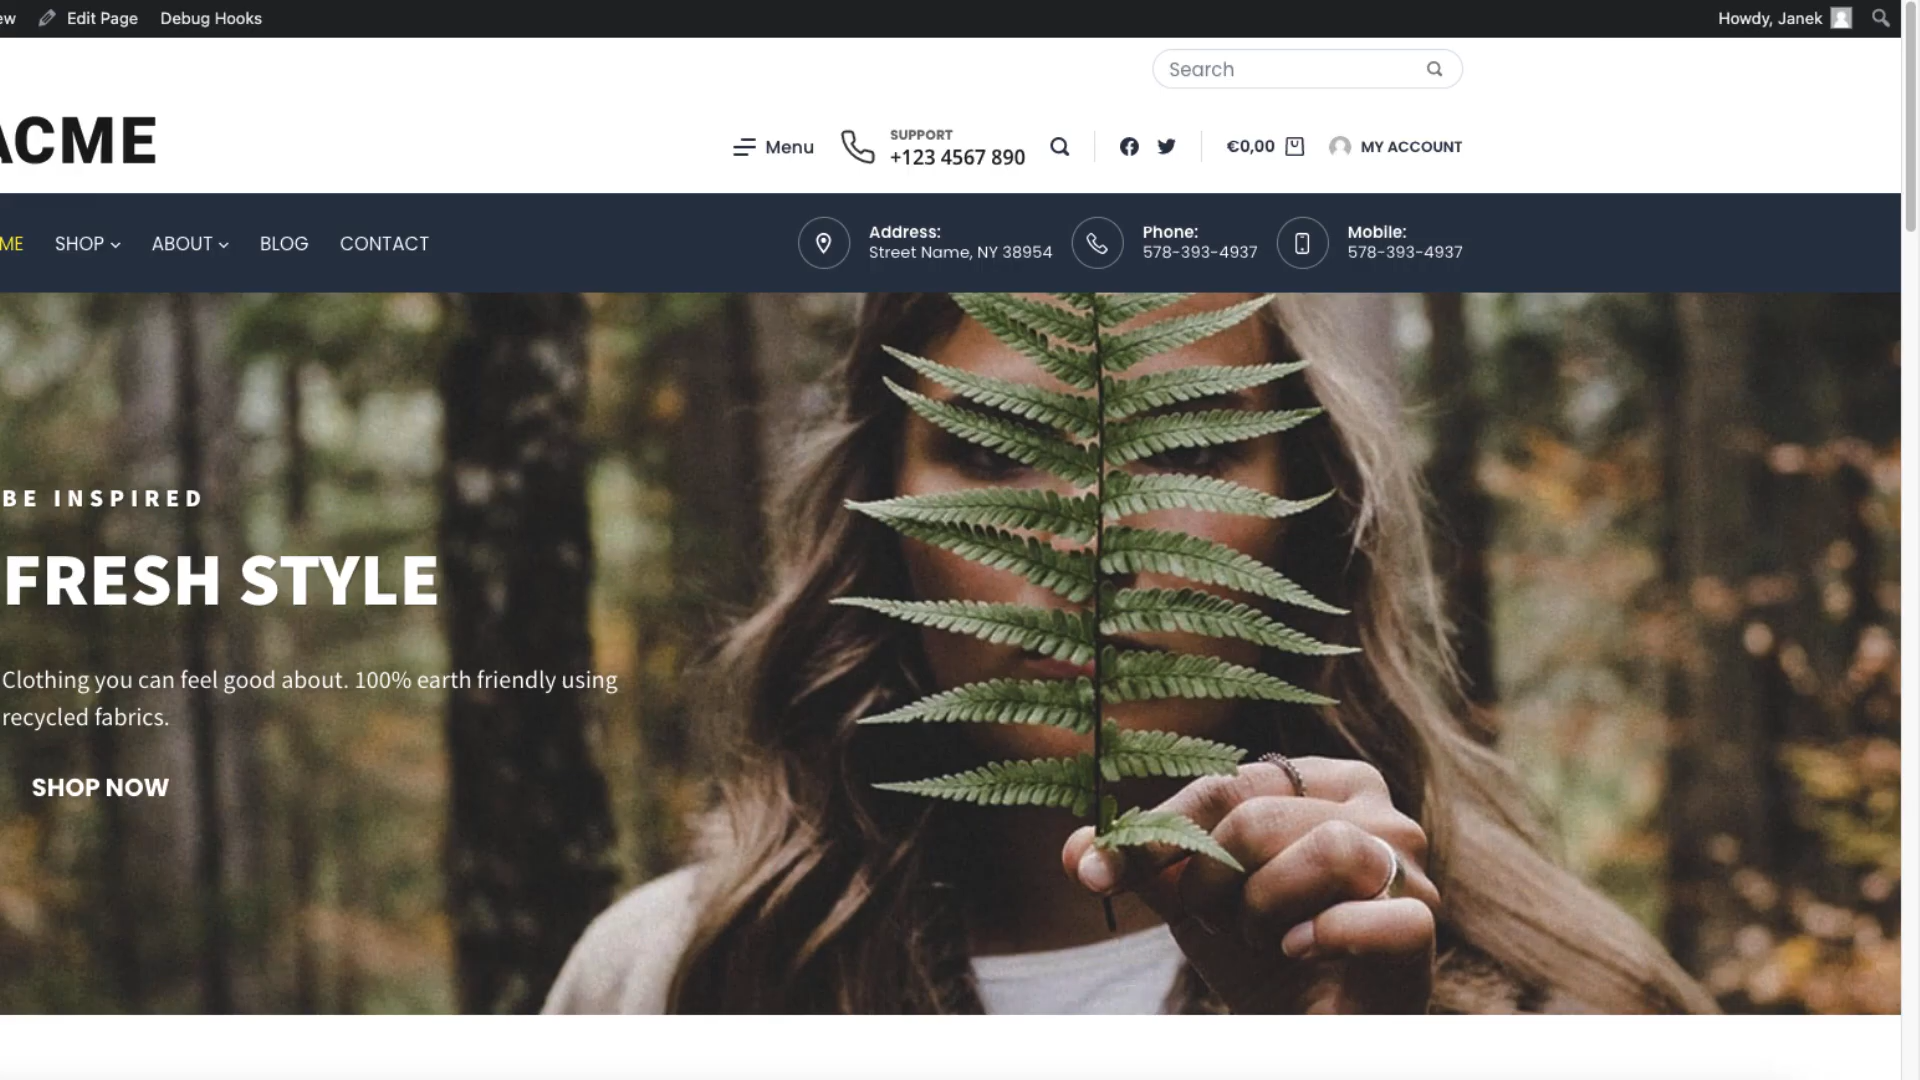 ew Edit Page Debug Hooks Howdy, Janek
Search
ACME
Menu
SUPPORT
+123 4567 890
€0,00
MY ACCOUNT
ME SHOP ABOUT BLOG CONTACT
Address:
Street Name, NY 38954
Phone:
578-393-4937
Mobile:
578-393-4937
BE INSPIRED
FRESH STYLE
Clothing you can feel good about. 100% earth friendly using
recycled fabrics.
SHOP NOW